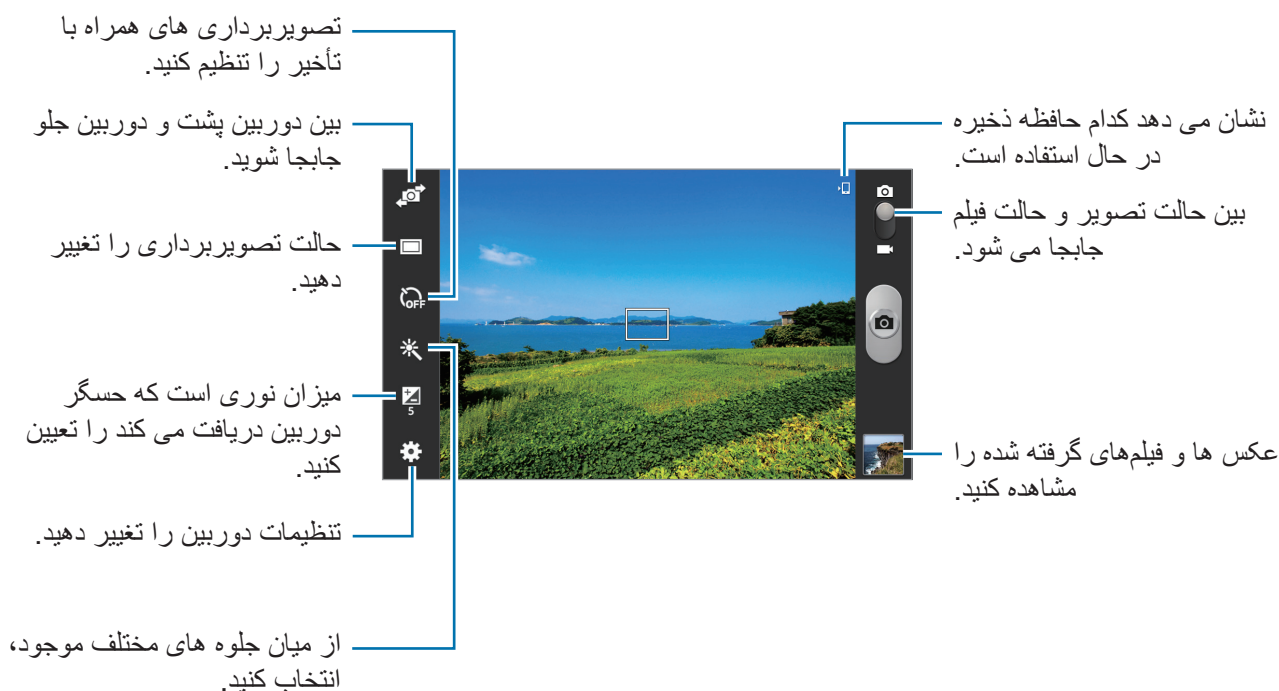 تصویربرداری های همراه با
تأخیر را تنظیم کنید.
بین دوربین پشت و دوربین جلو
جابجا شوید.
حالت تصویربرداری را تغییر
دهید.
میزان نوری است که حسگر
دوربین دریافت می کند را تعیین
کنید.
تنظیمات دوربین را تغییر دهید.
از میان جلوه های مختلف موجود،
انتخاب کنید.
OFF
5
نشان می دهد کدام حافظه ذخیره
در حال استفاده است.
بین حالت تصویر و حالت فیلم
جابجا می شود.
عکس ها و فیلم‌های گرفته شده را
مشاهده کنید.